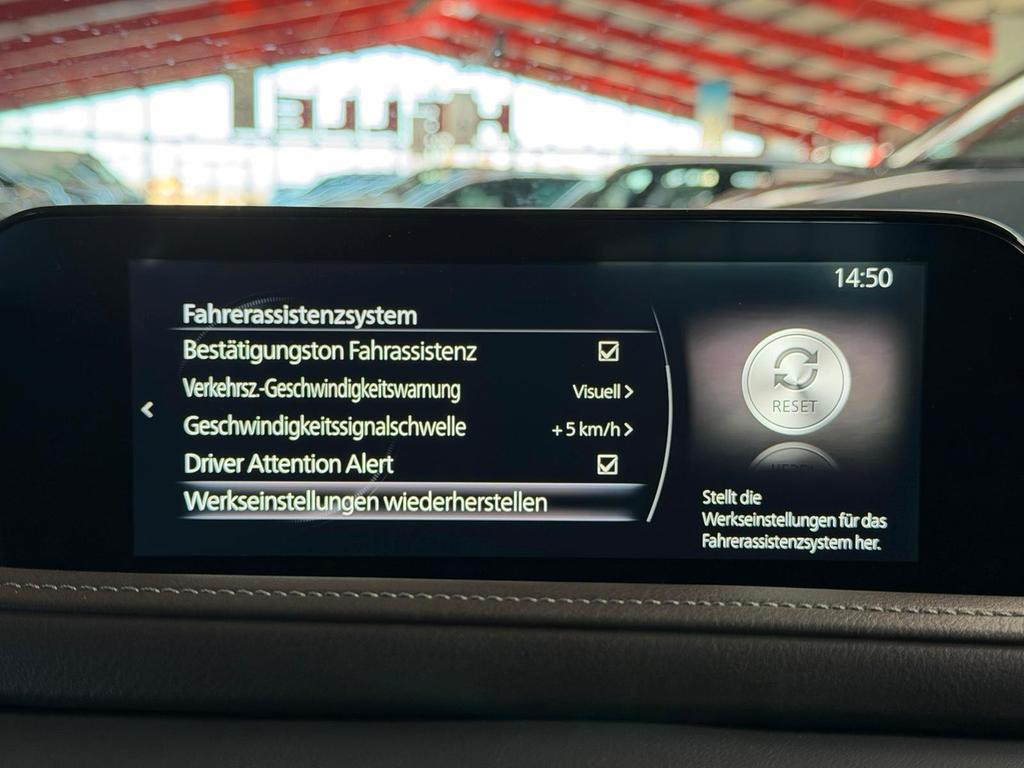 14:50
Fahrerassistenzsystem
Bestätigungston Fahrassistenz
Verkehrsz.-Geschwindigkeitswarnung Visuell >
Geschwindigkeitssignalschwelle +5 km/h >
Driver Attention Alert
Werkseinstellungen wiederherstellen
RESET
Stellt die
Werkseinstellungen für das
Fahrerassistenzsystem her.